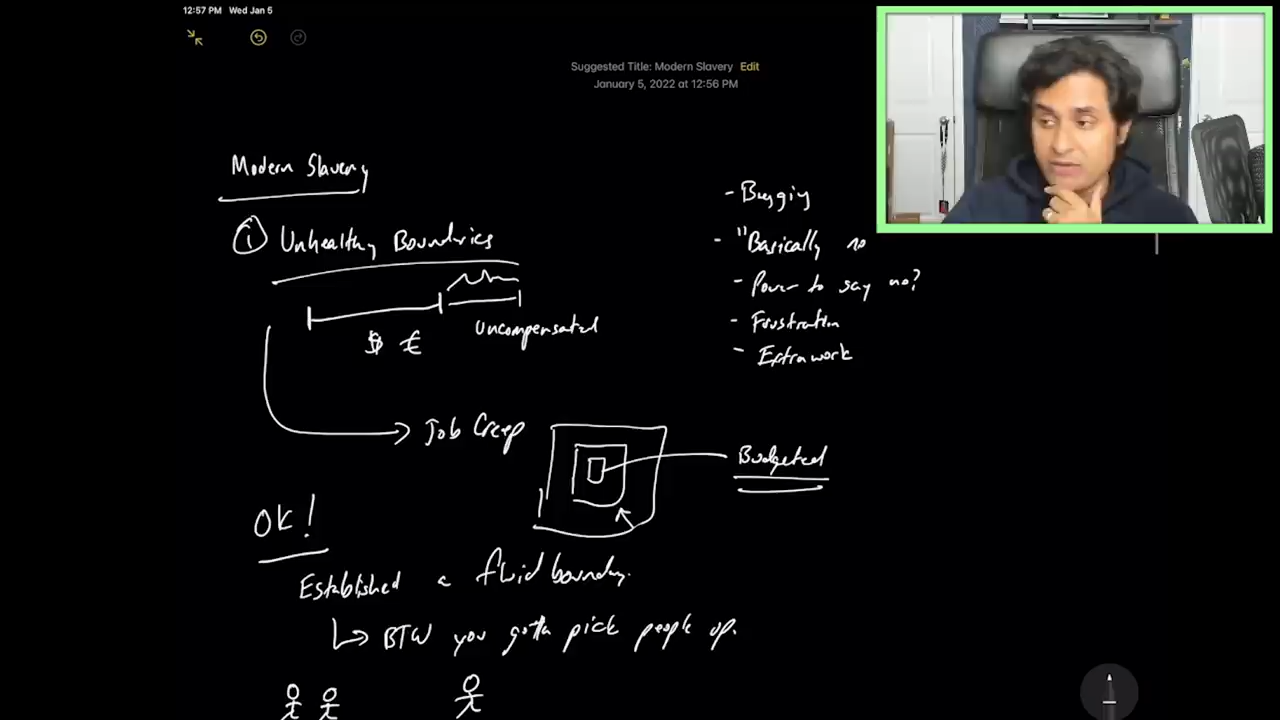 12:57 PM Wed Jan 5
Suggested Title: Modern Slavery Edit
January 5, 2022 at 12:56 PM
Modern Slavery
① Unhealthy Boundries
$ €
Uncompensated
- "Basically no
- Power to say no?
- Frustration
- Extra work
Job Creep
Budgeted
OK!
Established a fluid boundary.
↳ BTW you gotta pick people up.